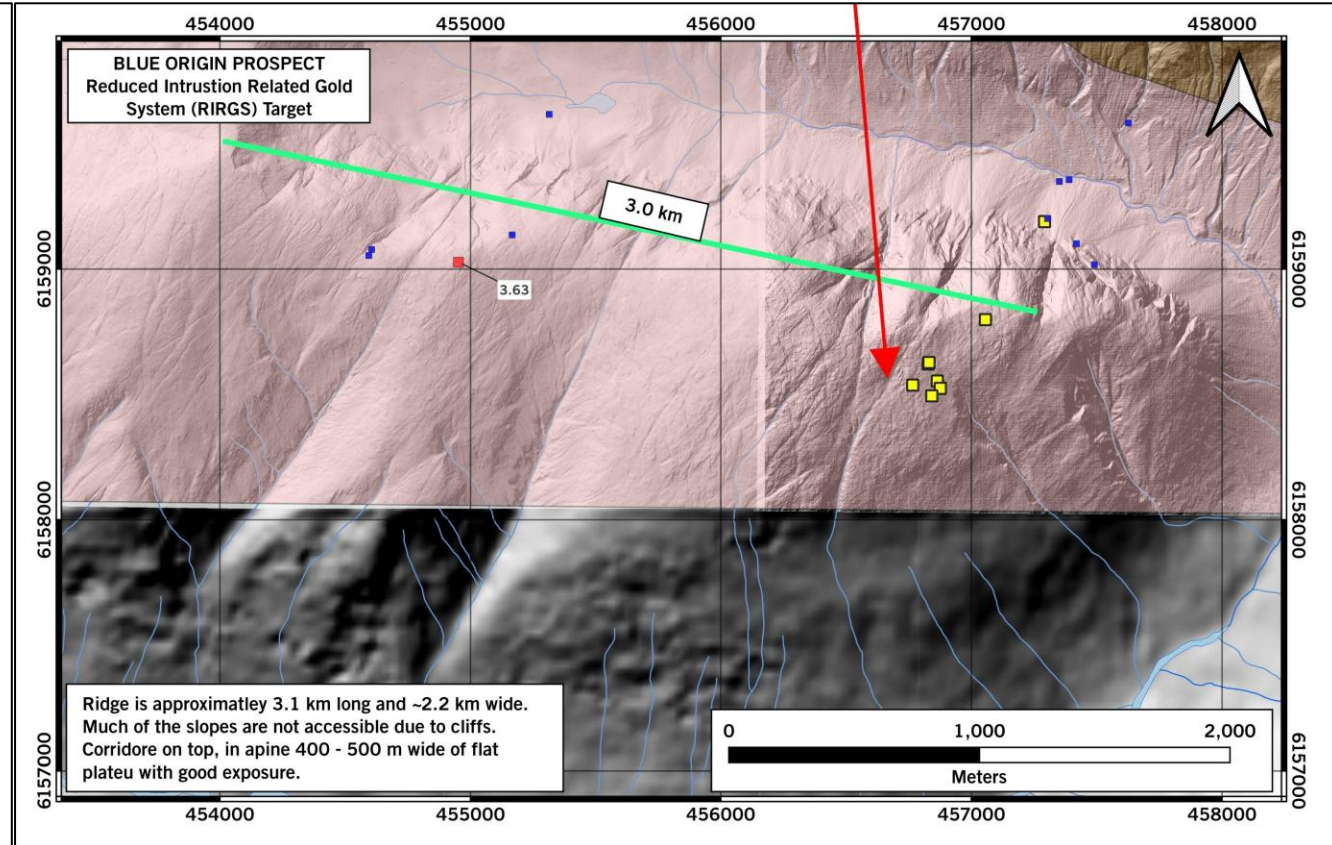 454000 455000 456000 457000 458000
BLUE ORIGIN PROSPECT
Reduced Intrustion Related Gold
System (RIRGS) Target
3.0 km
6159000 6159000
3.63
6158000 6158000
Ridge is approximatley 3.1 km long and ~2.2 km wide.
Much of the slopes are not accessible due to cliffs.
Corridore on top, in apine 400 - 500 m wide of flat
plateu with good exposure.
0 1,000 2,000
Meters
6157000 6157000
454000 455000 456000 457000 458000